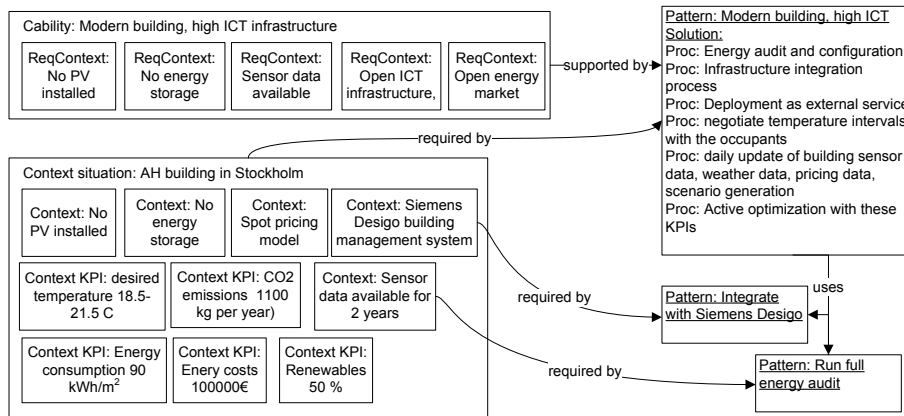 Cability: Modern building, high ICT infrastructure
ReqContext:
No PV
installed
ReqContext:
No energy
storage
ReqContext:
Sensor data
available
ReqContext:
Open ICT
infrastructure,
ReqContext:
Open energy
market
supported by
Pattern: Modern building, high ICT
Solution:
Proc: Energy audit and configuration
Proc: Infrastructure integration
process
Proc: Deployment as external service
Proc: negotiate temperature intervals
with the occupants
Proc: daily update of building sensor
data, weather data, pricing data,
scenario generation
Proc: Active optimization with these
KPIs
required by
Context situation: AH building in Stockholm
Context: No
PV installed
Context: No
energy
storage
Context:
Spot pricing
model
Context: Siemens
Desigo building
management system
Context KPI: desired
temperature 18.5-
21.5 C
Context KPI: CO2
emissions 1100
kg per year)
Context: Sensor
data available for
2 years
Context KPI: Energy
consumption 90
kWh/m2
Context KPI:
Enery costs
100000€
Context KPI:
Renewables
50 %
required by
uses
Pattern: Integrate
with Siemens Desigo
required by
Pattern: Run full
energy audit